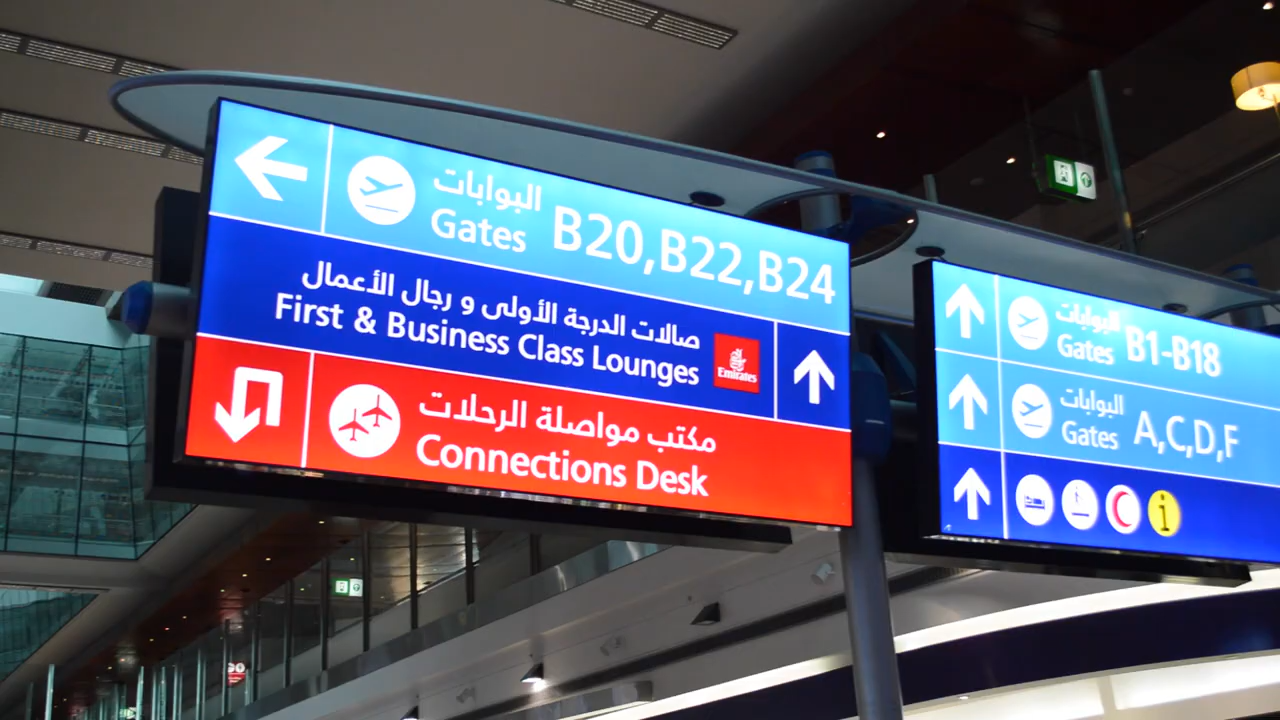 البوابات
Gates B20,B22,B24
صالات الدرجة الأولى و رجال الأعمال
First & Business Class Lounges
Emirates
مكتب مواصلة الرحلات
Connections Desk
البوابات
Gates B1-B18
البوابات
Gates A,C,D,F
i